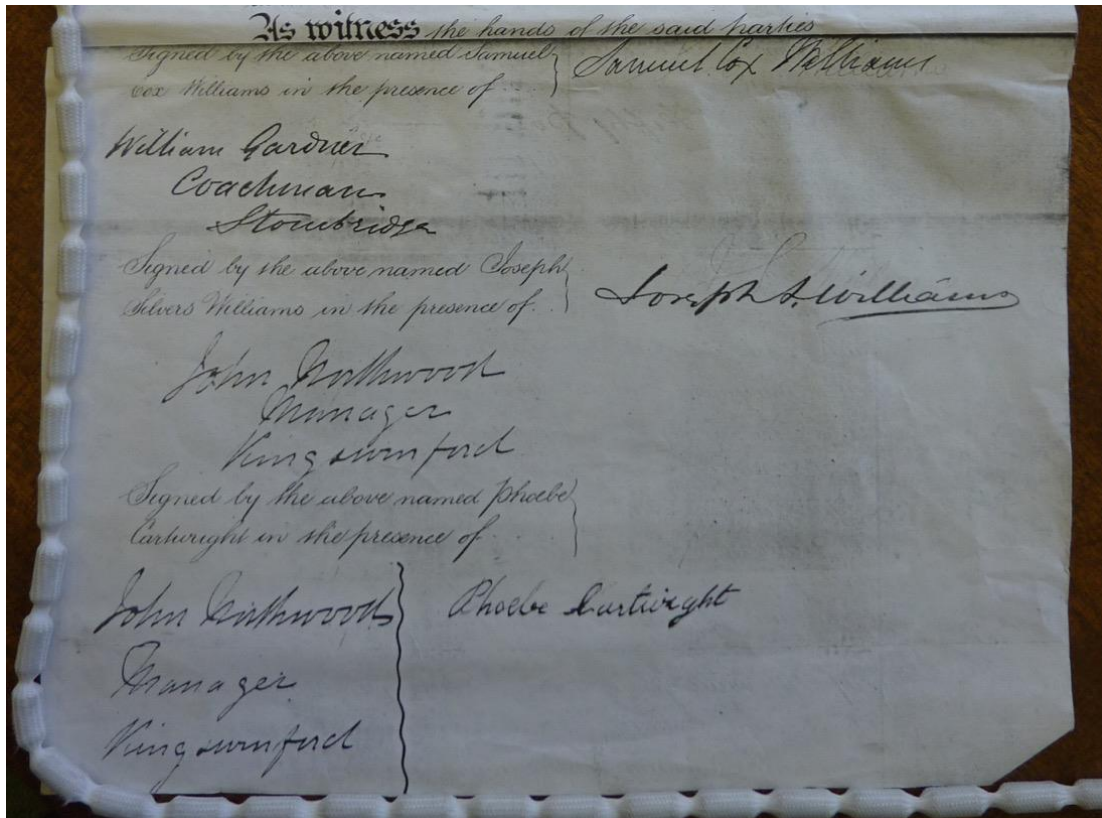 As witness the hands of the said parties
Signed by the above named Samuel
Cox Williams in the presence of
Samuel Cox Williams
William Gardner
Coachman
Stourbridge
Signed by the above named Joseph
Silvers Williams in the presence of
Joseph S. Williams
John Northwood
Manager
Kingswinford
Signed by the above named Phoebe
Cartwright in the presence of
John Northwood
Phoebe Cartwright
Manager
Kingswinford